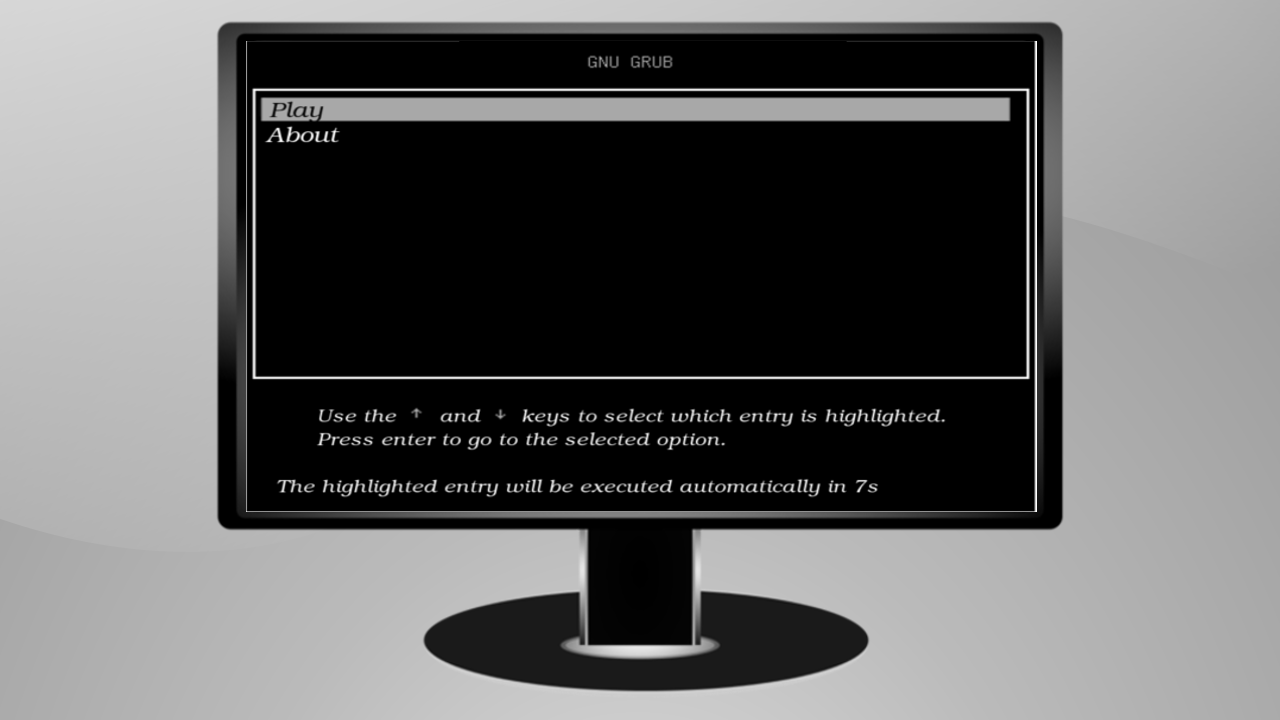 GNU GRUB
Play
About
Use the ↑ and ↓ keys to select which entry is highlighted.
Press enter to go to the selected option.
The highlighted entry will be executed automatically in 7s